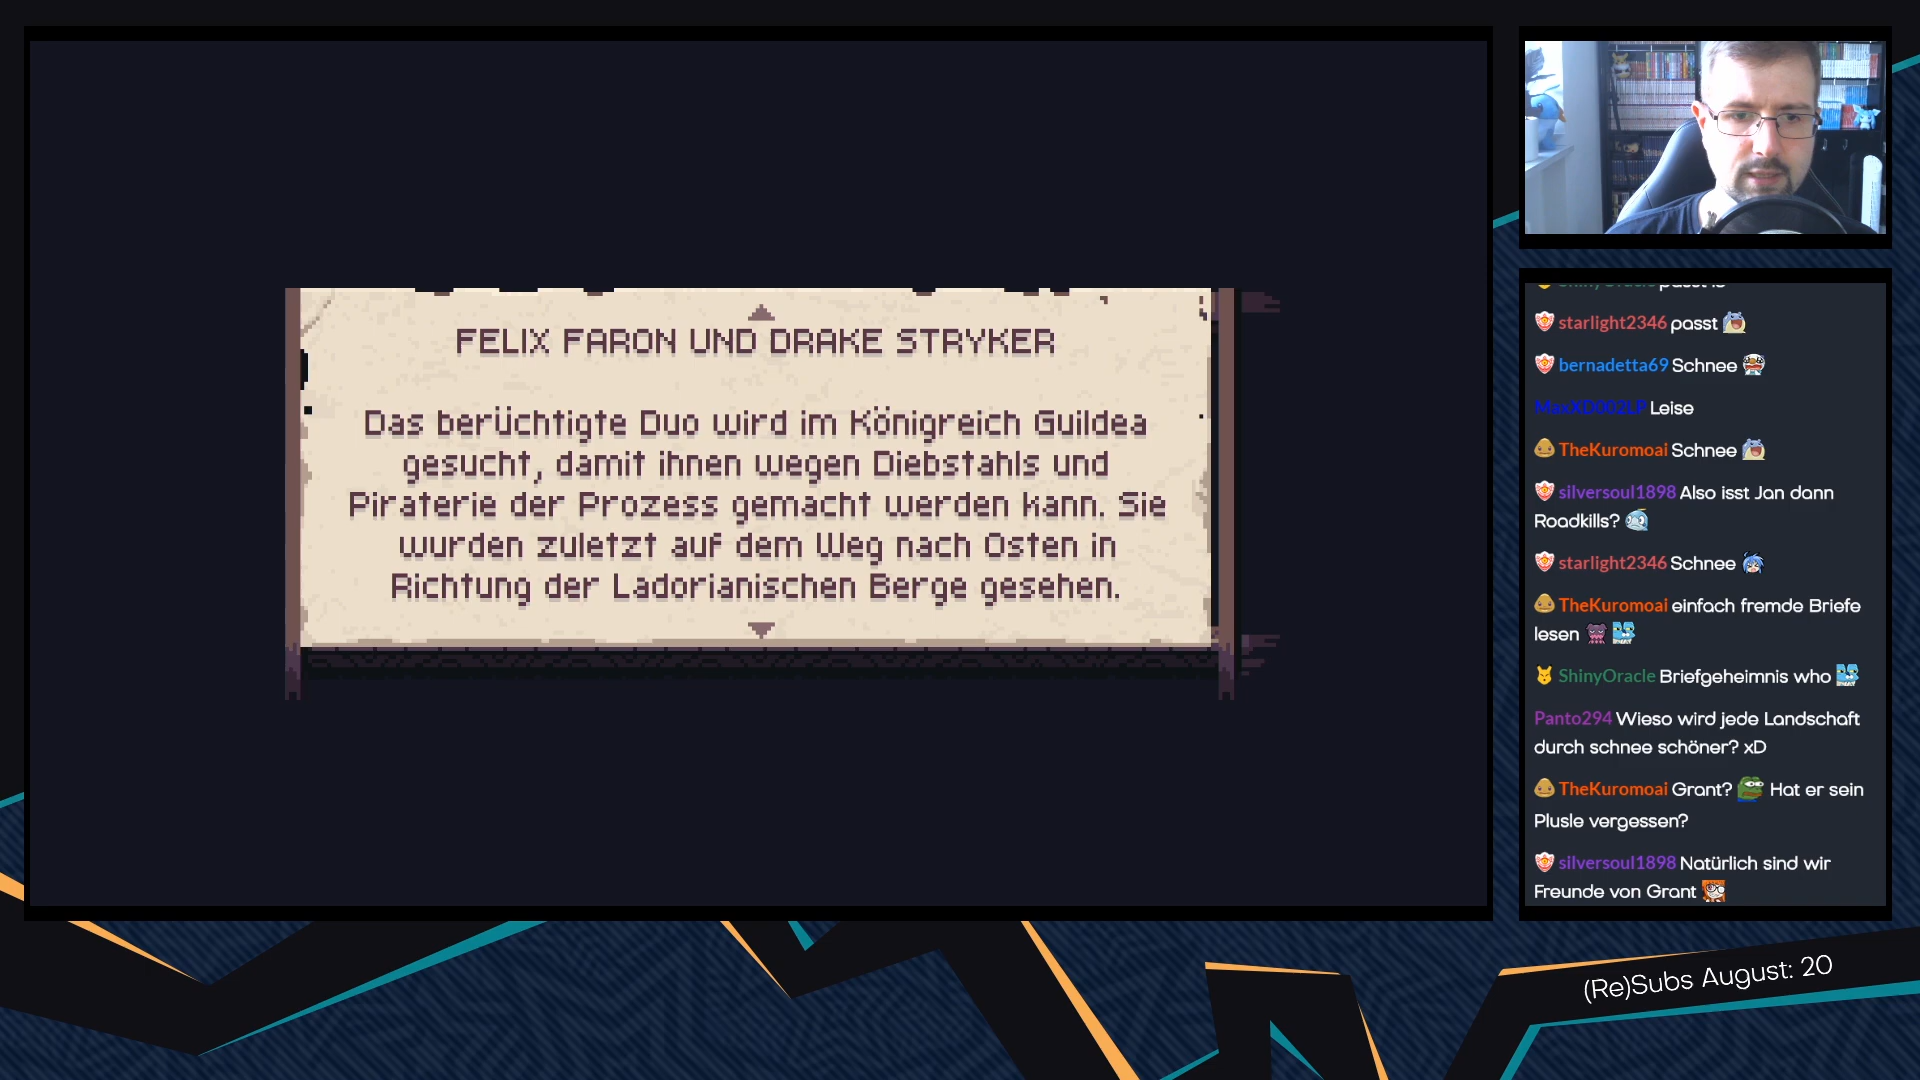 FELIX FARON UND DRAKE STRYKER
Das berüchtigte Duo wird im Königreich Guildea
gesucht, damit ihnen wegen Diebstahls und
Piraterie der Prozess gemacht werden kann. Sie
wurden zuletzt auf dem Weg nach Osten in
Richtung der Ladorianischen Berge gesehen.
starlight2346 passt
bernadetta69 Schnee
MaxXD002LP Leise
TheKuromoai Schnee
silversoul1898 Also isst Jan dann
Roadkills?
starlight2346 Schnee
TheKuromoai einfach fremde Briefe
lesen
ShinyOracle Briefgeheimnis who
Panto294 Wieso wird jede Landschaft
durch schnee schöner? xD
TheKuromoai Grant? Hat er sein
Plusle vergessen?
silversoul1898 Natürlich sind wir
Freunde von Grant
(Re)Subs August: 20